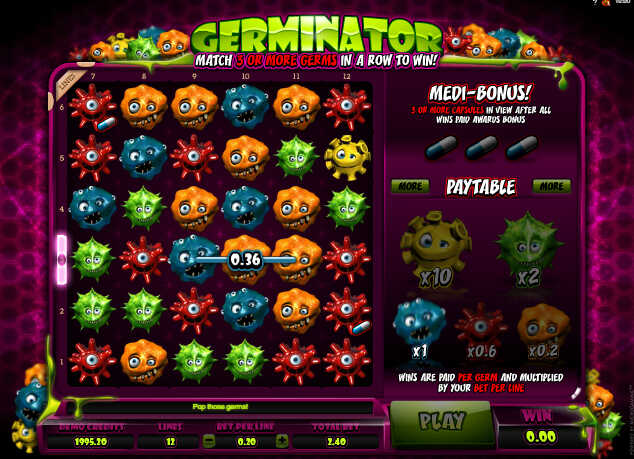 GERMINATOR
MATCH 3 OR MORE GERMS IN A ROW TO WIN!
LINES
7 8 9 10 11 12
6
5
4
2
1
0.36
MEDI-BONUS!
3 OR MORE CAPSULES IN VIEW AFTER ALL
WINS PAID AWARDS BONUS
MORE PAYTABLE MORE
x10 x2
x1 x0.6 x0.2
WINS ARE PAID PER GERM AND MULTIPLIED
BY YOUR BET PER LINE
Pop those germs!
DEMO CREDITS LINES BET PER LINE TOTAL BET
1995.20 12 0.20 2.40
PLAY
WIN
0.00